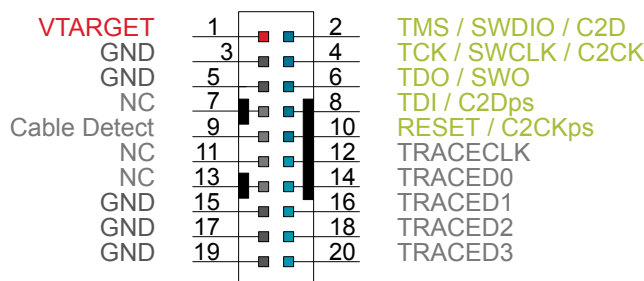 VTARGET 1 2 TMS / SWDIO / C2D
GND 3 4 TCK / SWCLK / C2CK
GND 5 6 TDO / SWO
NC 7 8 TDI / C2Dps
Cable Detect 9 10 RESET / C2CKps
NC 11 12 TRACECLK
NC 13 14 TRACED0
GND 15 16 TRACED1
GND 17 18 TRACED2
GND 19 20 TRACED3